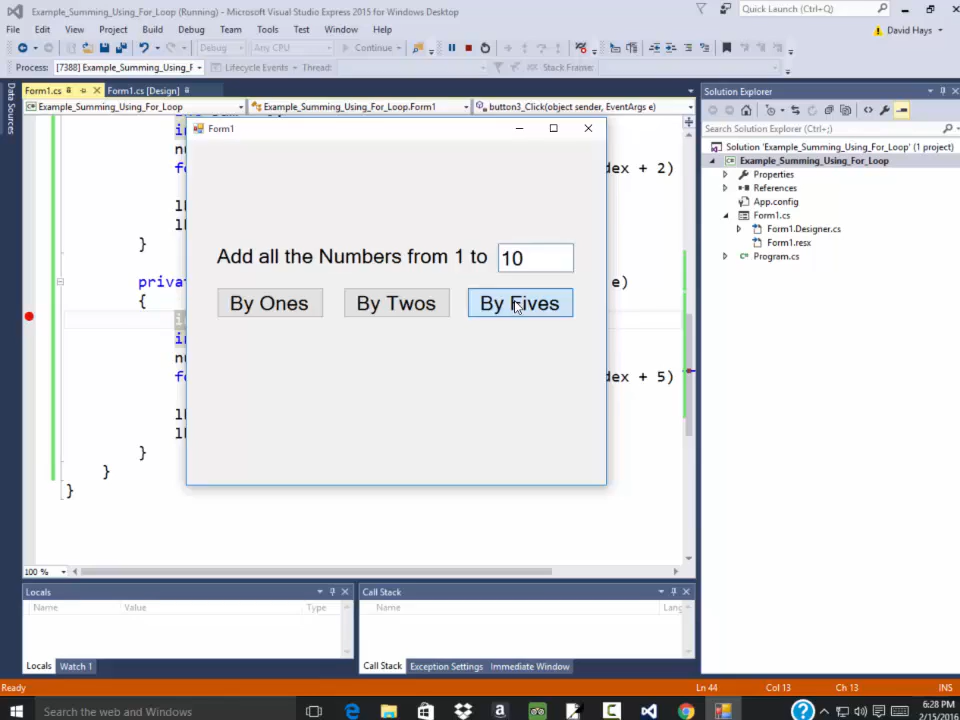 Example_Summing_Using_For_Loop (Running) - Microsoft Visual Studio Express 2015 for Windows Desktop
Quick Launch (Ctrl+Q)
File Edit View Project Build Debug Team Tools Test Window Help
David Hays
Debug Any CPU Continue
Process: [7388] Example_Summing_Using_F Lifecycle Events Thread: Stack Frame:
Data Sources
Form1.cs Form1.cs [Design]
Example_Summing_Using_For_Loop Example_Summing_Using_For_Loop.Form1 button3_Click(object sender, EventArgs e)
Form1
dex + 2)
}
Add all the Numbers from 1 to 10
priva e)
{
By Ones By Twos By Fives
dex + 5)
}
}
}
100 %
Solution Explorer
Search Solution Explorer (Ctrl+;)
Solution 'Example_Summing_Using_For_Loop' (1 project)
Example_Summing_Using_For_Loop
Properties
References
App.config
Form1.cs
Form1.Designer.cs
Form1.resx
Program.cs
Locals
Name Value Type
Locals Watch 1
Call Stack
Name Lang
Call Stack Exception Settings Immediate Window
Ready Ln 44 Col 13 Ch 13 INS
Search the web and Windows
6:28 PM
2/15/2016